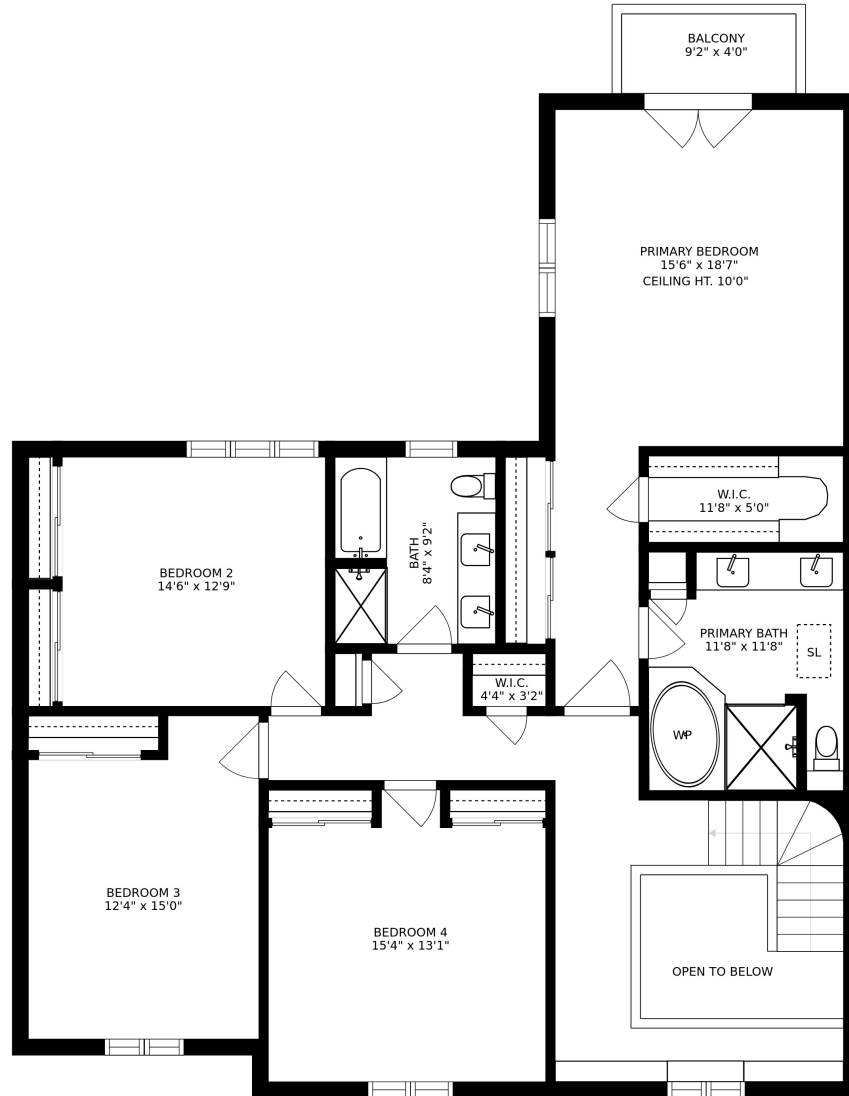 BALCONY
9'2" x 4'0"
PRIMARY BEDROOM
15'6" x 18'7"
CEILING HT. 10'0"
W.I.C.
11'8" x 5'0"
BEDROOM 2
14'6" x 12'9"
BATH
8'4" x 9'2"
PRIMARY BATH
11'8" x 11'8"
SL
W.I.C.
4'4" x 3'2"
WP
BEDROOM 3
12'4" x 15'0"
BEDROOM 4
15'4" x 13'1"
OPEN TO BELOW